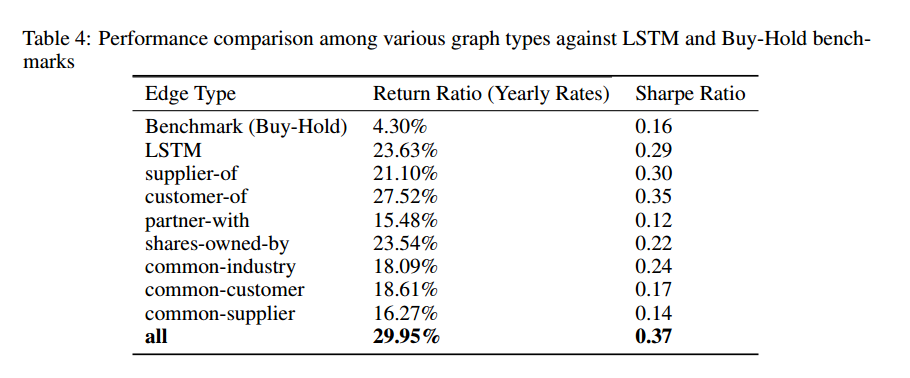 Table 4: Performance comparison among various graph types against LSTM and Buy-Hold bench-
marks
Edge Type Return Ratio (Yearly Rates) Sharpe Ratio
Benchmark (Buy-Hold) 4.30% 0.16
LSTM 23.63% 0.29
supplier-of 21.10% 0.30
customer-of 27.52% 0.35
partner-with 15.48% 0.12
shares-owned-by 23.54% 0.22
common-industry 18.09% 0.24
common-customer 18.61% 0.17
common-supplier 16.27% 0.14
all 29.95% 0.37